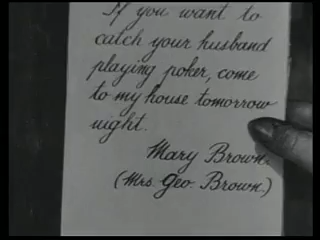 If you want to
catch your husband
playing poker, come
to my house tomorrow
night.
Mary Brown.
(Mrs. Geo. Brown.)